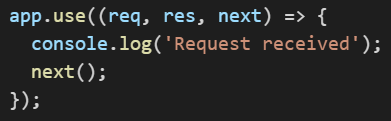 app.use((req, res, next) => {
  console.log('Request received');
  next();
});